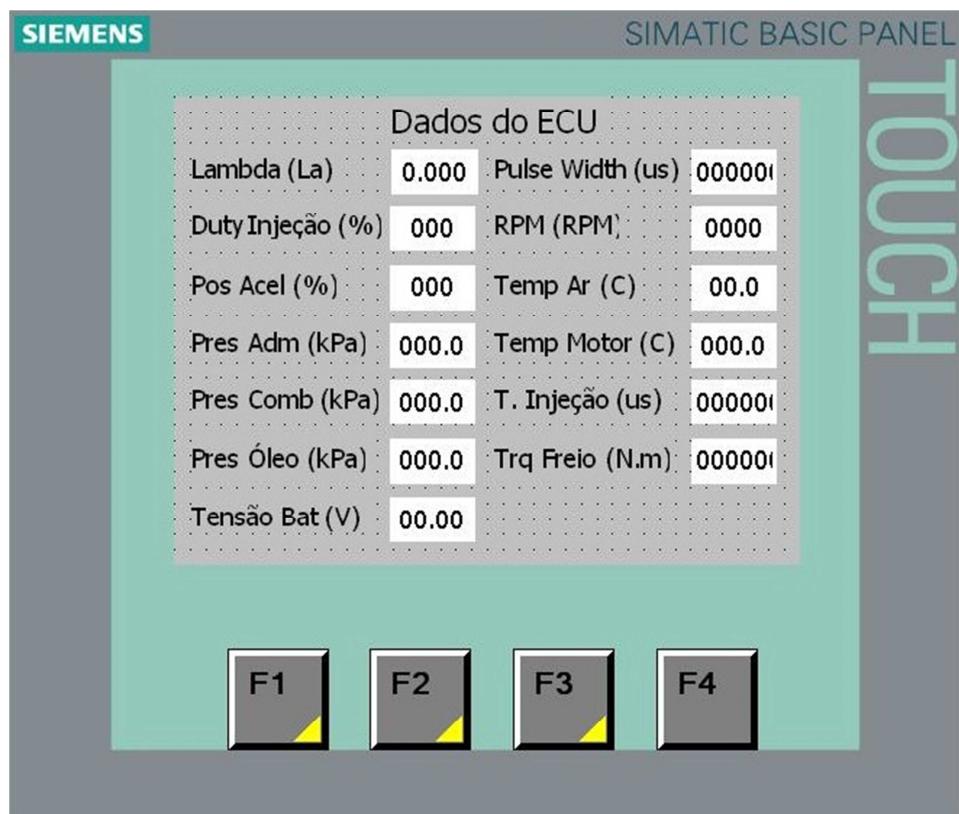 SIEMENS
SIMATIC BASIC PANEL
TOUCH
Dados do ECU
Lambda (La) 0.000 Pulse Width (us) 00000
Duty Injeção (%) 000 RPM (RPM) 0000
Pos Acel (%) 000 Temp Ar (C) 00.0
Pres Adm (kPa) 000.0 Temp Motor (C) 000.0
Pres Comb (kPa) 000.0 T. Injeção (us) 00000
Pres Óleo (kPa) 000.0 Trq Freio (N.m) 00000
Tensão Bat (V) 00.00
F1 F2 F3 F4